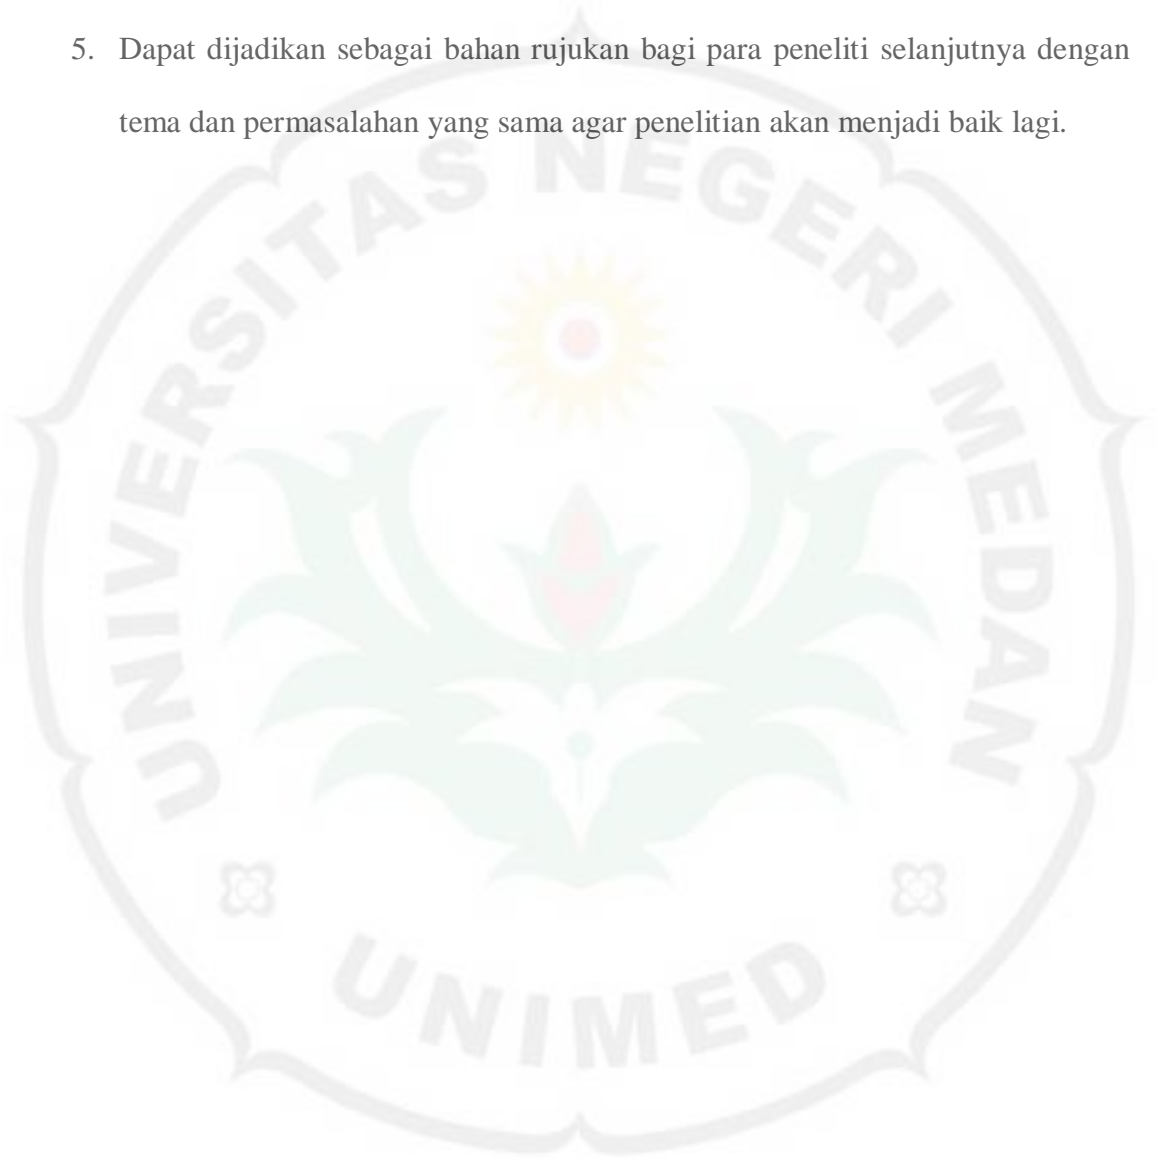 5. Dapat dijadikan sebagai bahan rujukan bagi para peneliti selanjutnya dengan
tema dan permasalahan yang sama agar penelitian akan menjadi baik lagi.
UNIVERSITAS NEGERI MEDAN
UNIMED